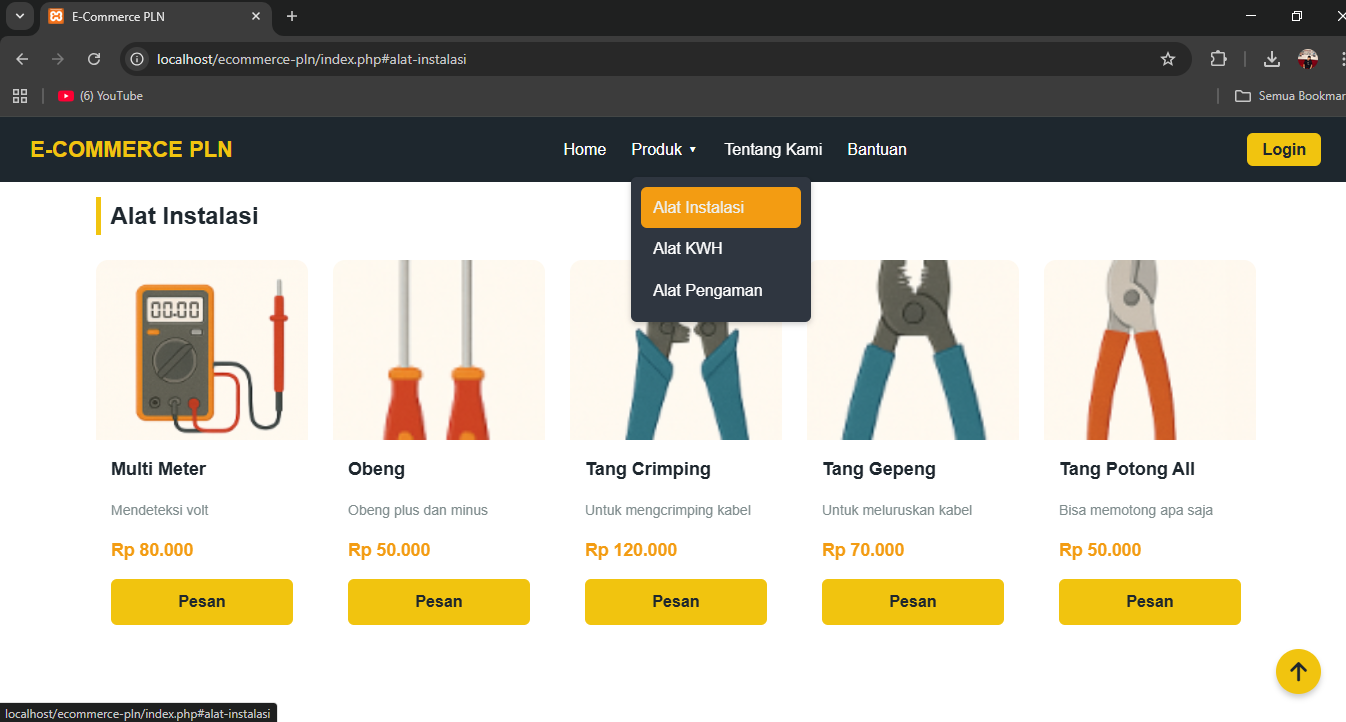 E-Commerce PLN
localhost/ecommerce-pln/index.php#alat-instalasi
(6) YouTube
Semua Bookmar
E-COMMERCE PLN
Home Produk ▼ Tentang Kami Bantuan
Login
Alat Instalasi
Alat KWH
Alat Pengaman
Alat Instalasi
00.00
Multi Meter
Mendeteksi volt
Rp 80.000
Pesan
Obeng
Obeng plus dan minus
Rp 50.000
Pesan
Tang Crimping
Untuk mengcrimping kabel
Rp 120.000
Pesan
Tang Gepeng
Untuk meluruskan kabel
Rp 70.000
Pesan
Tang Potong All
Bisa memotong apa saja
Rp 50.000
Pesan
localhost/ecommerce-pln/index.php#alat-instalasi